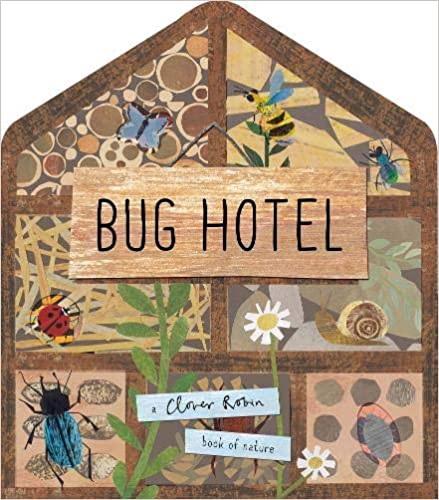 BUG HOTEL
a Clover Robin
book of nature